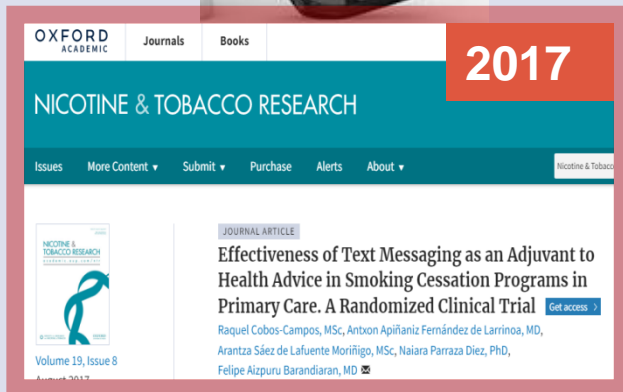 OXFORD
ACADEMIC
Journals Books
2017
NICOTINE & TOBACCO RESEARCH
Issues More Content ▾ Submit ▾ Purchase Alerts About ▾ Nicotine & Tobacco
NICOTINE &
TOBACCO RESEARCH
JOURNAL ARTICLE
Effectiveness of Text Messaging as an Adjuvant to
Health Advice in Smoking Cessation Programs in
Primary Care. A Randomized Clinical Trial Get access >
Raquel Cobos-Campos, MSc, Antxon Apiñaniz Fernández de Larrinoa, MD,
Arantza Sáez de Lafuente Moriñigo, MSc, Naiara Parraza Diez, PhD,
Felipe Aizpuru Barandiaran, MD
Volume 19, Issue 8
August 2017